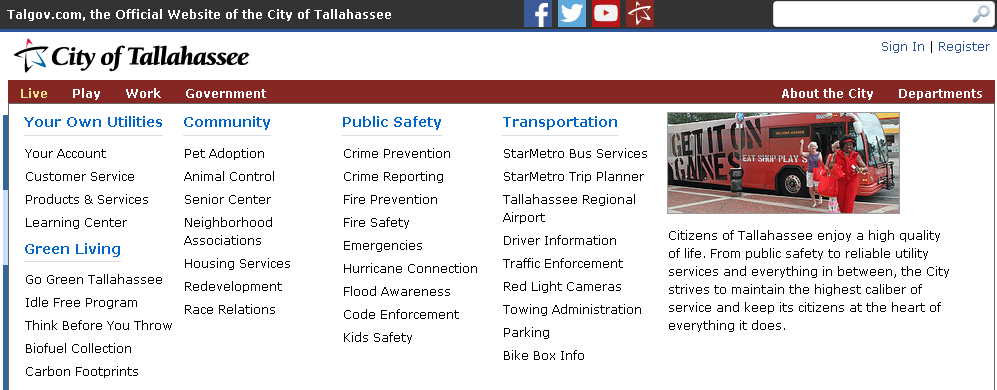 Talgov.com, the Official Website of the City of Tallahassee
City of Tallahassee
Sign In | Register
Live Play Work Government About the City Departments
Your Own Utilities
Your Account
Customer Service
Products & Services
Learning Center
Green Living
Go Green Tallahassee
Idle Free Program
Think Before You Throw
Biofuel Collection
Carbon Footprints
Community
Pet Adoption
Animal Control
Senior Center
Neighborhood
Associations
Housing Services
Redevelopment
Race Relations
Public Safety
Crime Prevention
Crime Reporting
Fire Prevention
Fire Safety
Emergencies
Hurricane Connection
Flood Awareness
Code Enforcement
Kids Safety
Transportation
StarMetro Bus Services
StarMetro Trip Planner
Tallahassee Regional
Airport
Driver Information
Traffic Enforcement
Red Light Cameras
Towing Administration
Parking
Bike Box Info
GET IT ON
GAINES
EAT SHOP PLAY
Citizens of Tallahassee enjoy a high quality
of life. From public safety to reliable utility
services and everything in between, the City
strives to maintain the highest caliber of
service and keep its citizens at the heart of
everything it does.